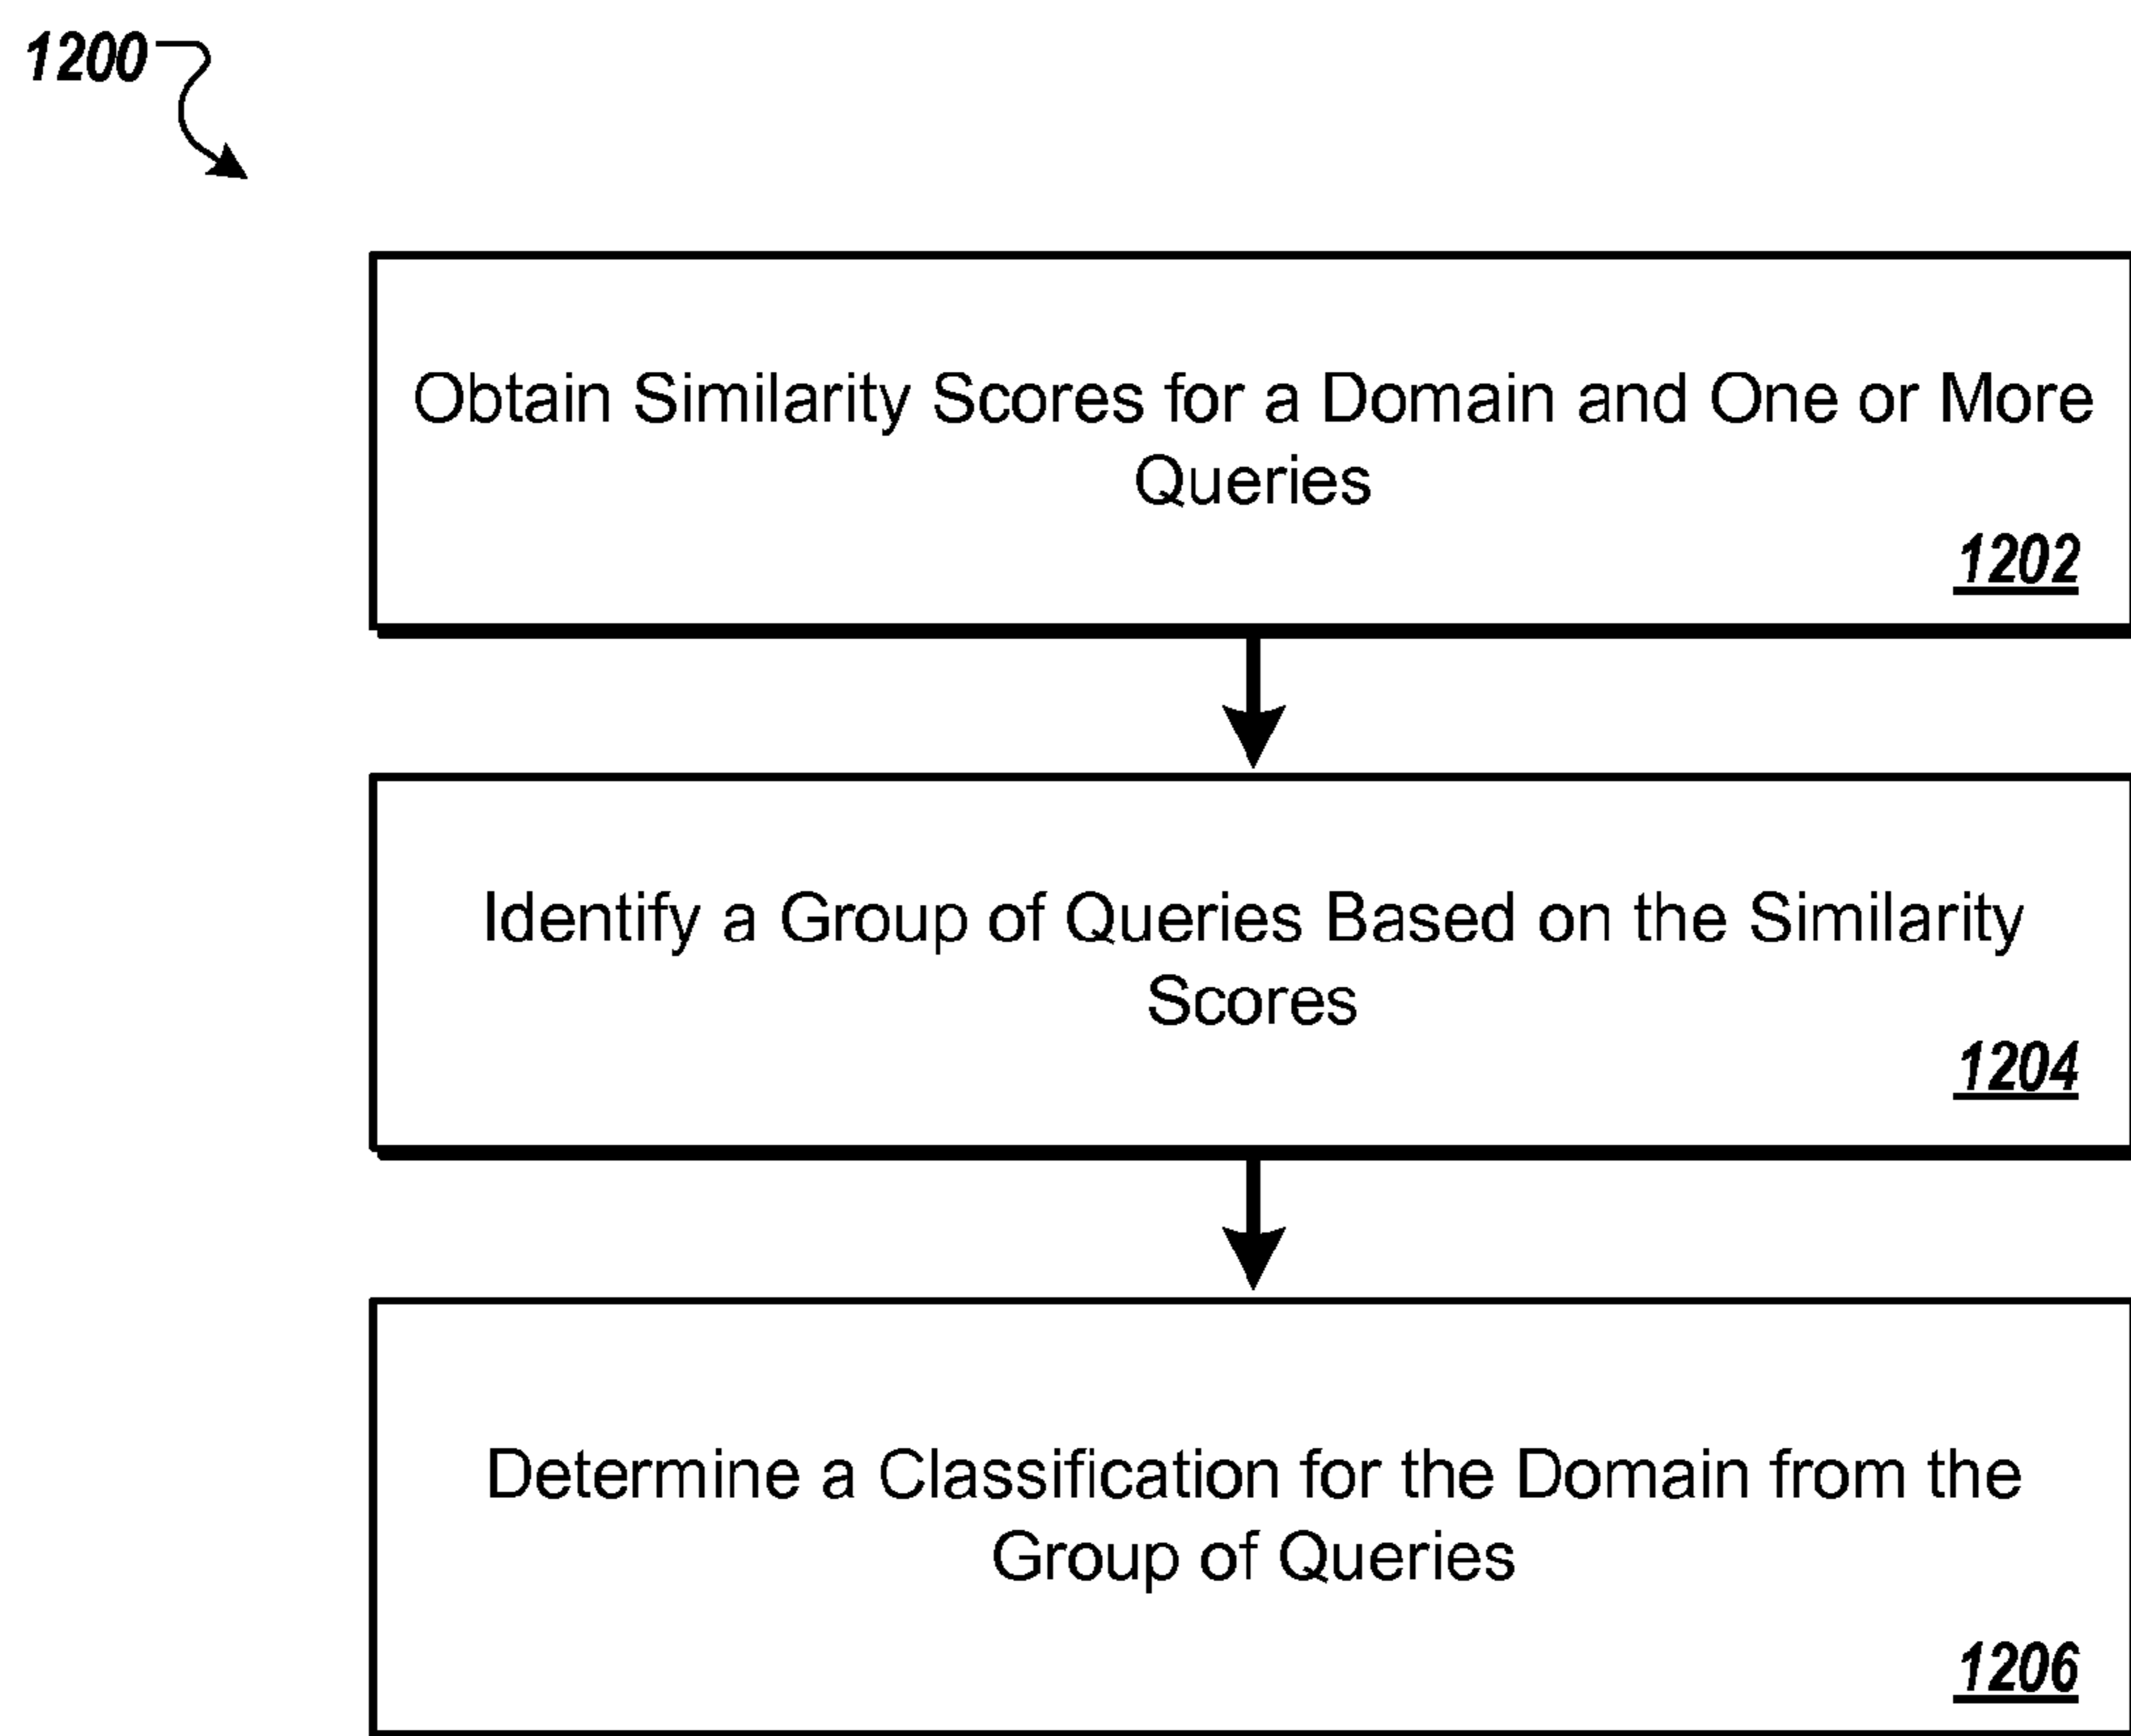 1200
Obtain Similarity Scores for a Domain and One or More
Queries
1202
Identify a Group of Queries Based on the Similarity
Scores
1204
Determine a Classification for the Domain from the
Group of Queries
1206